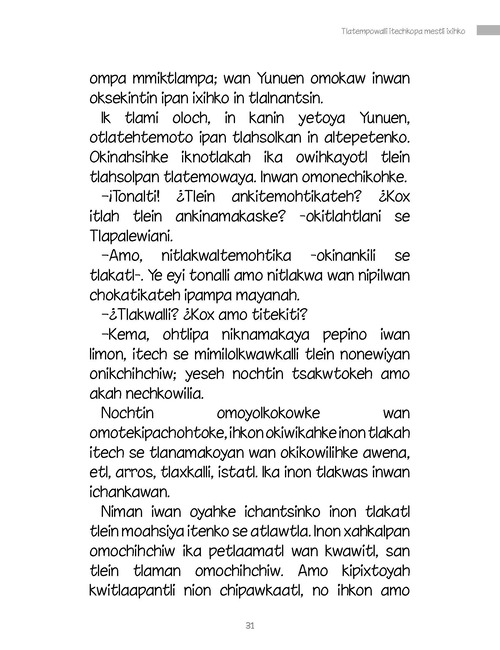 Tlatempowalli itechkopa mestli ixihko
ompa mmiktlampa; wan Yunuen omokaw inwan
oksekintin ipan ixihko in tlalnantsin.
Ik tlami oloch, in kanin yetoya Yunuen,
otlatehtemoto ipan tlahsolkan in altepetenko.
Okinahsihke iknotlakah ika owihkayotl tlein
tlahsolpan tlatemowaya. Inwan omonechikohke.
–¡Tonalti! ¿Tlein ankitemohtikateh? ¿Kox
itlah tlein ankinamakaske? -okitlahtlani se
Tlapalewiani.
–Amo, nitlakwaltemohtika -okinankili se
tlakatl-. Ye eyi tonalli amo nitlakwa wan nipilwan
chokatikateh ipampa mayanah.
–¿Tlakwalli? ¿Kox amo titekiti?
–Kema, ohtlipa niknamakaya pepino iwan
limon, itech se mimilolkwawkalli tlein nonewiyan
onikchihchiw; yeseh nochtin tsakwtokeh amo
akah nechkowilia.
Nochtin omoyolkokowke wan
omotekipachohtoke, ihkon okiwikahke inon tlakah
itech se tlanamakoyan wan okikowilihke awena,
etl, arros, tlaxkalli, istatl. Ika inon tlakwas inwan
ichankawan.
Niman iwan oyahke ichantsinko inon tlakatl
tlein moahsiya itenko se atlawtla. Inon xahkalpan
omochihchiw ika petlaamatl wan kwawitl, san
tlein tlaman omochihchiw. Amo kipixtoyah
kwitlaapantli nion chipawkaatl, no ihkon amo
31